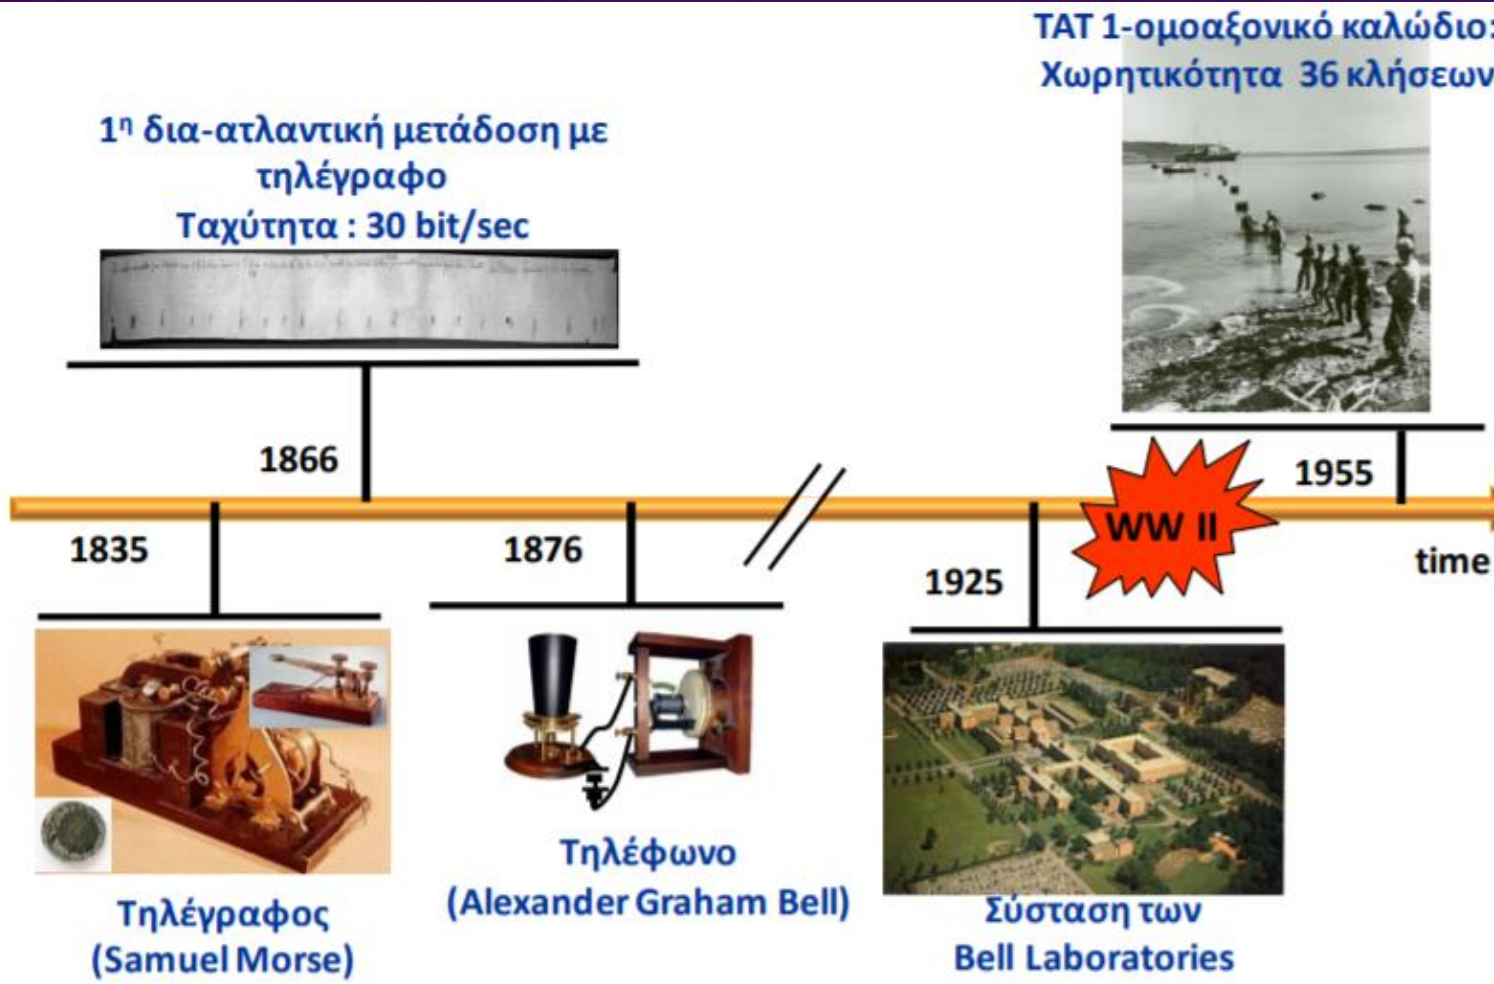 TAT 1-ομοαξονικό καλώδιο:
Χωρητικότητα 36 κλήσεων
1η δια-ατλαντική μετάδοση με
τηλέγραφο
Ταχύτητα : 30 bit/sec
1866
1955
WW II
time
1835
1876
1925
Τηλέγραφος
(Samuel Morse)
Τηλέφωνο
(Alexander Graham Bell)
Σύσταση των
Bell Laboratories